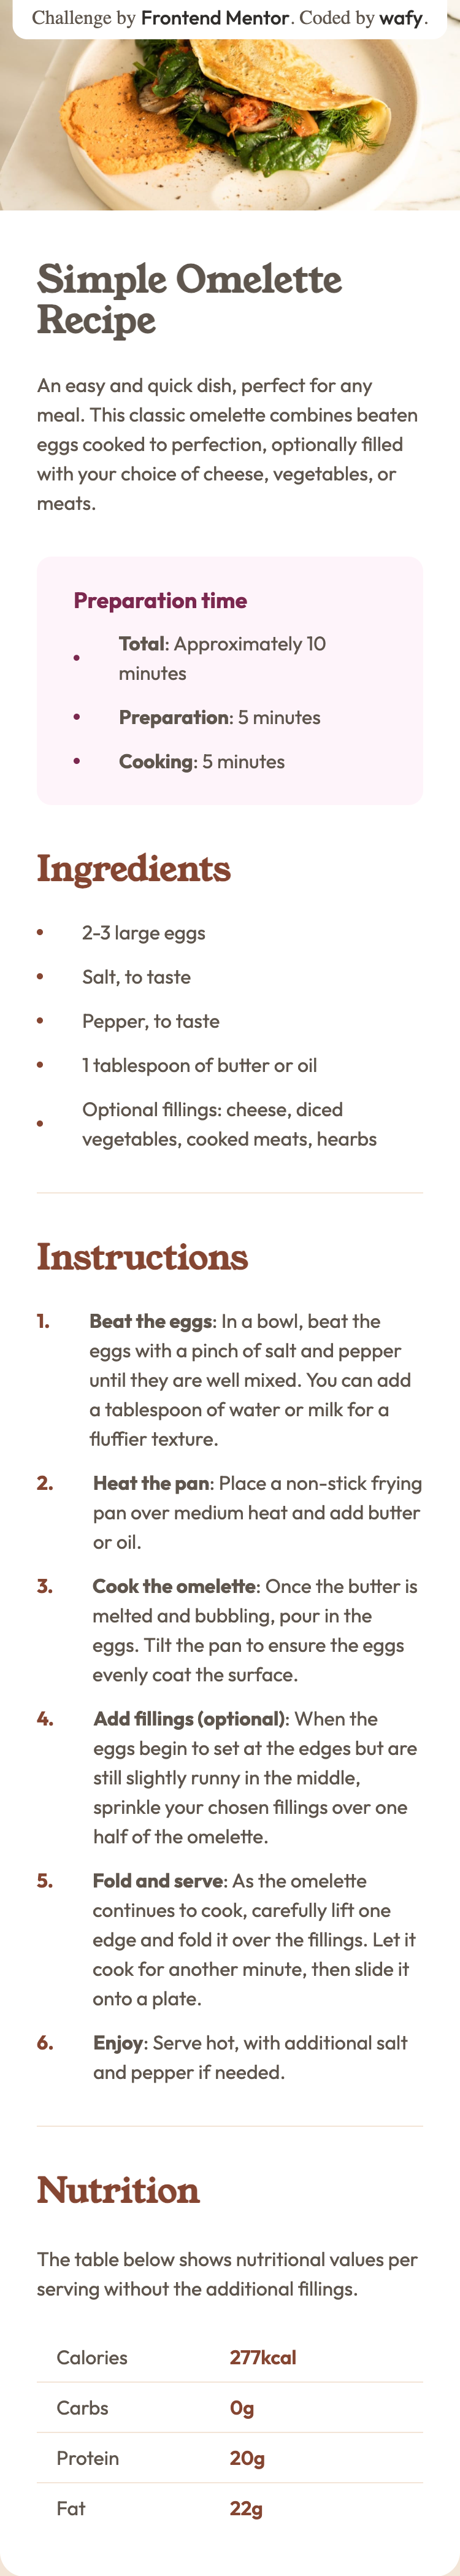 Challenge by Frontend Mentor. Coded by wafy.
Simple Omelette
Recipe
An easy and quick dish, perfect for any
meal. This classic omelette combines beaten
eggs cooked to perfection, optionally filled
with your choice of cheese, vegetables, or
meats.
Preparation time
• Total: Approximately 10
minutes
• Preparation: 5 minutes
• Cooking: 5 minutes
Ingredients
• 2-3 large eggs
• Salt, to taste
• Pepper, to taste
• 1 tablespoon of butter or oil
• Optional fillings: cheese, diced
vegetables, cooked meats, hearbs
Instructions
1. Beat the eggs: In a bowl, beat the
eggs with a pinch of salt and pepper
until they are well mixed. You can add
a tablespoon of water or milk for a
fluffier texture.
2. Heat the pan: Place a non-stick frying
pan over medium heat and add butter
or oil.
3. Cook the omelette: Once the butter is
melted and bubbling, pour in the
eggs. Tilt the pan to ensure the eggs
evenly coat the surface.
4. Add fillings (optional): When the
eggs begin to set at the edges but are
still slightly runny in the middle,
sprinkle your chosen fillings over one
half of the omelette.
5. Fold and serve: As the omelette
continues to cook, carefully lift one
edge and fold it over the fillings. Let it
cook for another minute, then slide it
onto a plate.
6. Enjoy: Serve hot, with additional salt
and pepper if needed.
Nutrition
The table below shows nutritional values per
serving without the additional fillings.
Calories 277kcal
Carbs 0g
Protein 20g
Fat 22g